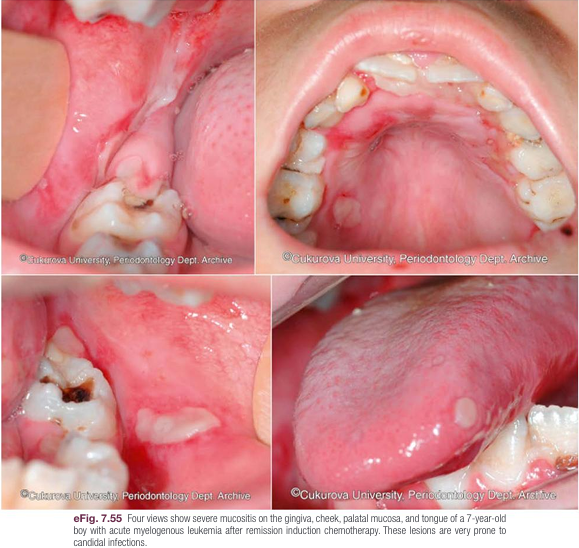 ©Cukurova University, Periodontology Dept. Archive
©Cukurova University, Periodontology Dept. Archive
©Cukurova University, Periodontology Dept. Archive
©Cukurova University, Periodontology Dept. Archive
eFig. 7.55 Four views show severe mucositis on the gingiva, cheek, palatal mucosa, and tongue of a 7-year-old
boy with acute myelogenous leukemia after remission induction chemotherapy. These lesions are very prone to
candidal infections.